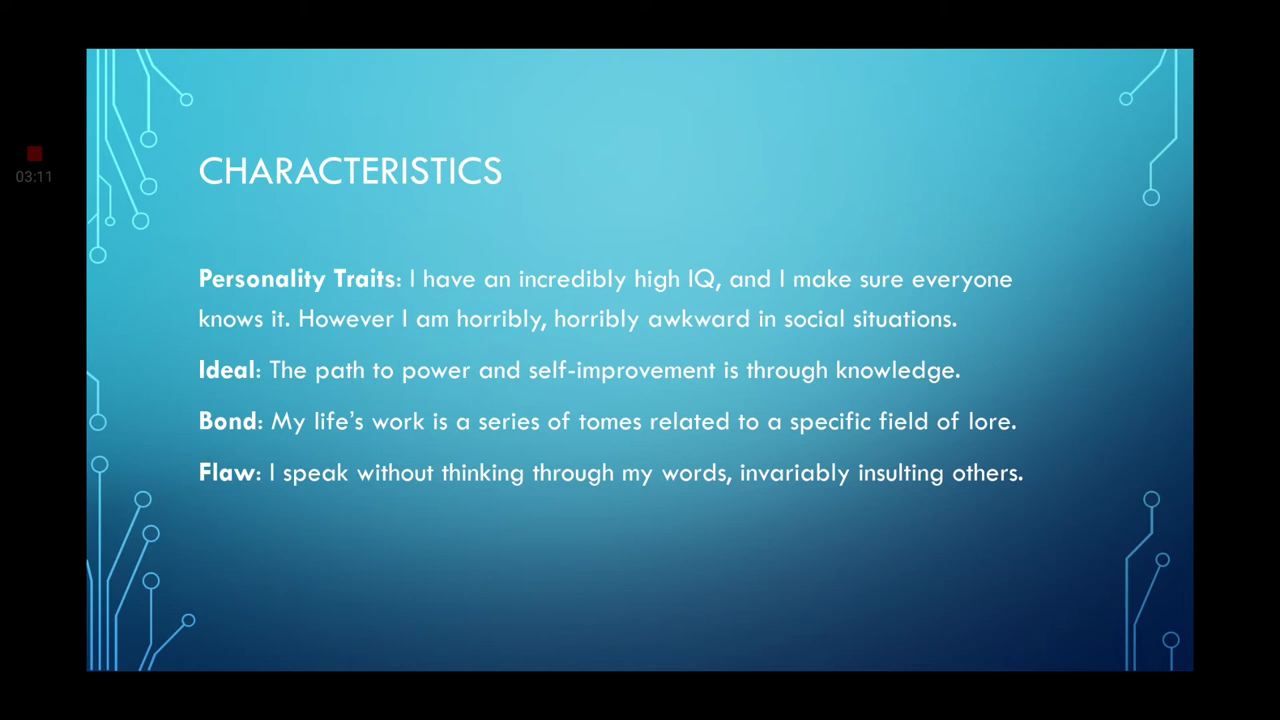 CHARACTERISTICS
03:11
Personality Traits: I have an incredibly high IQ, and I make sure everyone
knows it. However I am horribly, horribly awkward in social situations.
Ideal: The path to power and self-improvement is through knowledge.
Bond: My life’s work is a series of tomes related to a specific field of lore.
Flaw: I speak without thinking through my words, invariably insulting others.